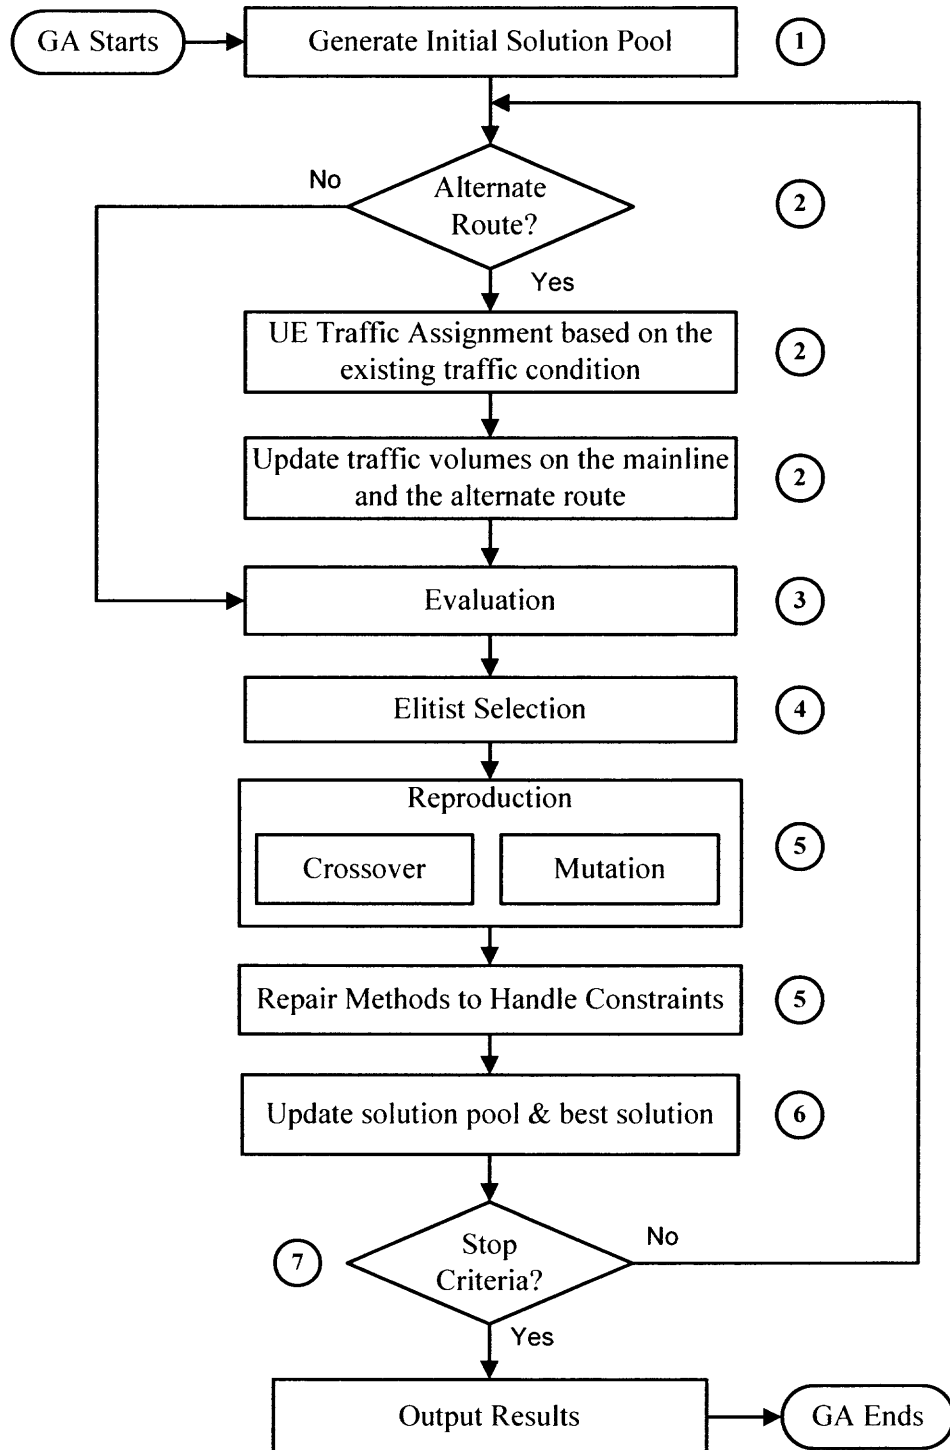 GA Starts
Generate Initial Solution Pool
1
No
Alternate
Route?
2
Yes
UE Traffic Assignment based on the
existing traffic condition
2
Update traffic volumes on the mainline
and the alternate route
2
Evaluation
3
Elitist Selection
4
Reproduction
Crossover
Mutation
5
Repair Methods to Handle Constraints
5
Update solution pool & best solution
6
7
Stop
Criteria?
No
Yes
Output Results
GA Ends